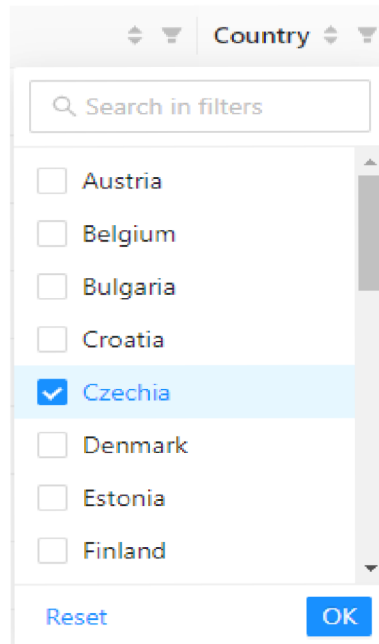 Country
Search in filters
Austria
Belgium
Bulgaria
Croatia
Czechia
Denmark
Estonia
Finland
Reset OK